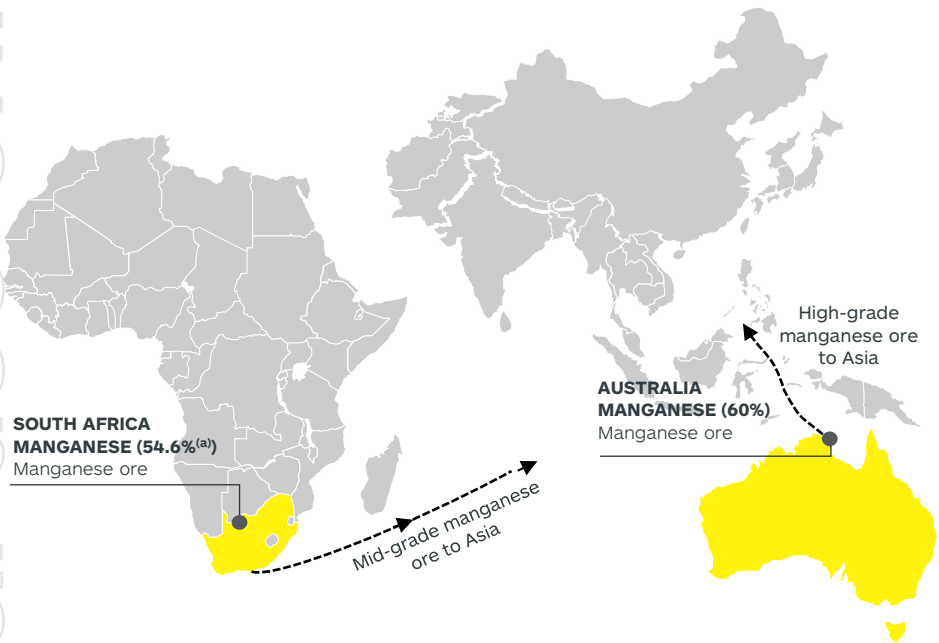 High-grade
manganese ore
to Asia
AUSTRALIA
MANGANESE (60%)
Manganese ore
SOUTH AFRICA
MANGANESE (54.6%(a))
Manganese ore
Mid-grade manganese
ore to Asia